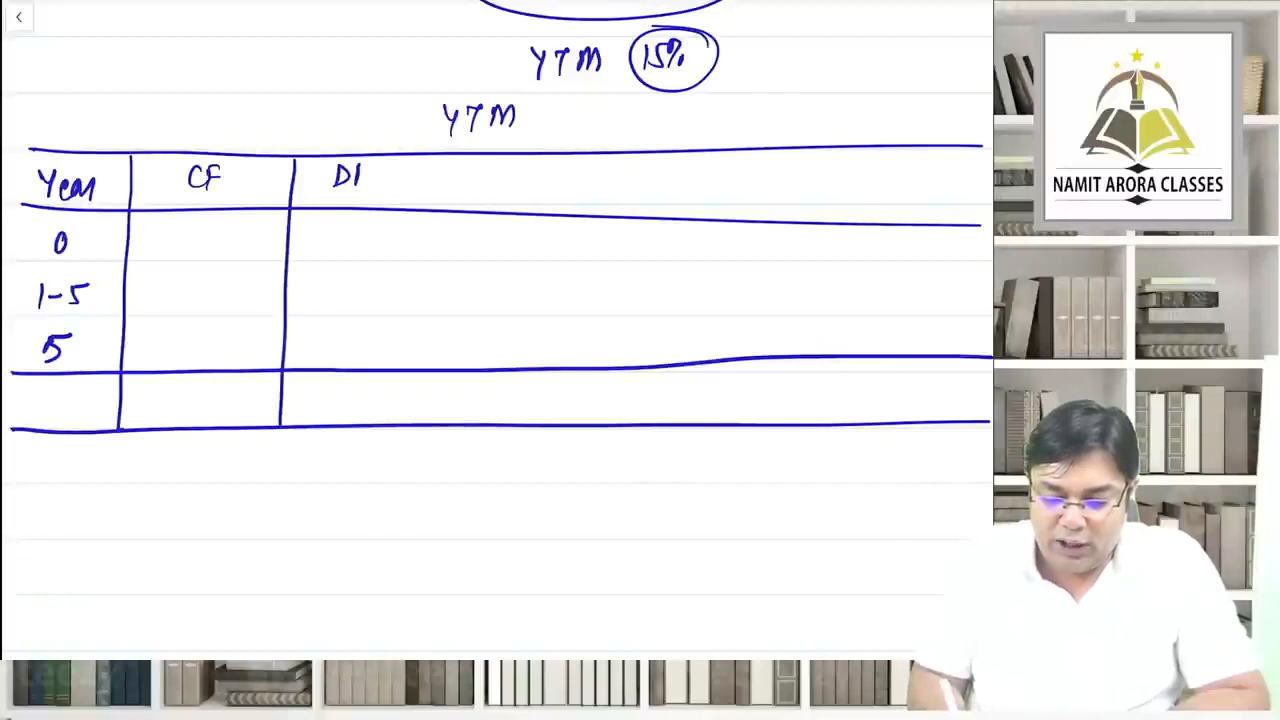 YTM 15%
YTM
Year CF DI
0
1-5
5
NAMIT ARORA CLASSES